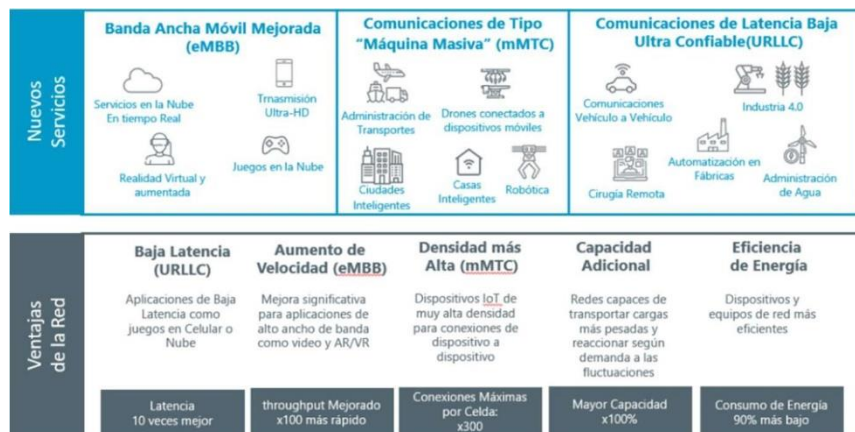 Nuevos
Servicios
Banda Ancha Móvil Mejorada
(eMBB)
Servicios en la Nube
En tiempo Real
Trnasmisión
Ultra-HD
Realidad Virtual y
aumentada
Juegos en la Nube
Comunicaciones de Tipo
“Máquina Masiva” (mMTC)
Administración de
Transportes
Drones conectados a
dispositivos móviles
Ciudades
Inteligentes
Casas
Inteligentes
Robótica
Comunicaciones de Latencia Baja
Ultra Confiable(URLLC)
Comunicaciones
Vehículo a Vehículo
Industria 4.0
Cirugía Remota
Automatización en
Fábricas
Administración
de Agua
Ventajas
de la Red
Baja Latencia
(URLLC)
Aplicaciones de Baja
Latencia como
juegos en Celular o
Nube
Latencia
10 veces mejor
Aumento de
Velocidad (eMBB)
Mejora significativa
para aplicaciones de
alto ancho de banda
como video y AR/VR
throughput Mejorado
x100 más rápido
Densidad más
Alta (mMTC)
Dispositivos IoT de
muy alta densidad
para conexiones de
dispositivo a
dispositivo
Conexiones Máximas
por Celda:
x300
Capacidad
Adicional
Redes capaces de
transportar cargas
más pesadas y
reaccionar según
demanda a las
fluctuaciones
Mayor Capacidad
x100%
Eficiencia
de Energía
Dispositivos y
equipos de red más
eficientes
Consumo de Energía
90% más bajo